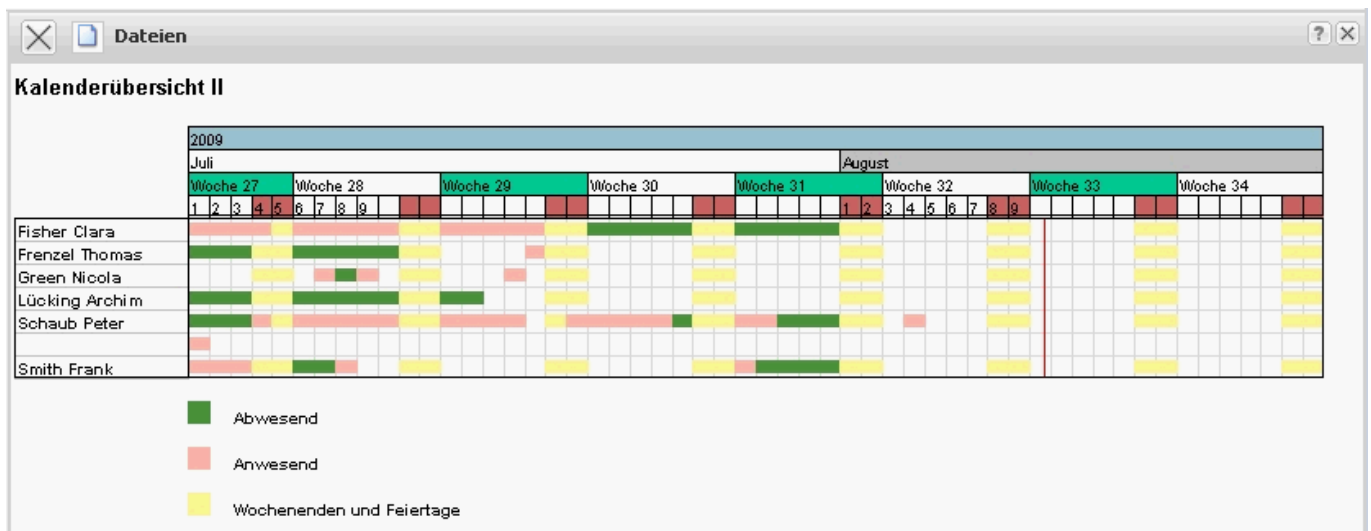 Dateien
?
Kalenderübersicht II
2009
Juli August
Woche 27 Woche 28 Woche 29 Woche 30 Woche 31 Woche 32 Woche 33 Woche 34
1 2 3 4 5 6 7 8 9 1 2 3 4 5 6 7 8 9
Fisher Clara
Frenzel Thomas
Green Nicola
Lücking Archim
Schaub Peter
Smith Frank
Abwesend
Anwesend
Wochenenden und Feiertage